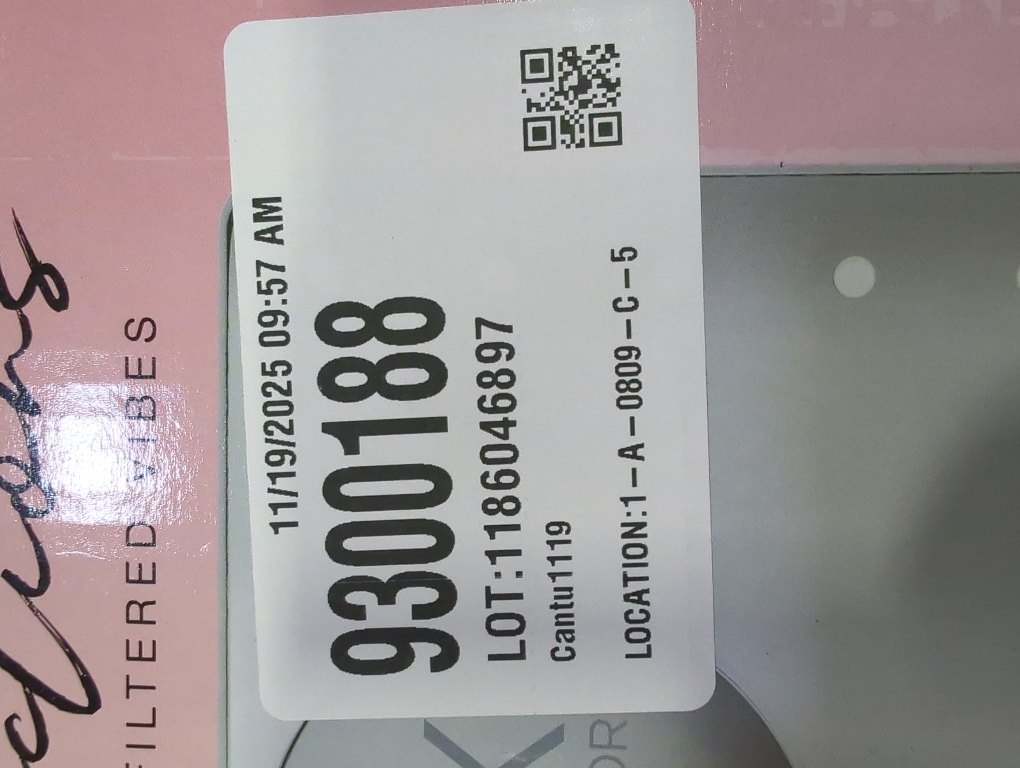 11/19/2025 09:57 AM
9300188
LOT:1186046897
Cantu1119
LOCATION:1-A-0809-C-5
FILTERED VIBES